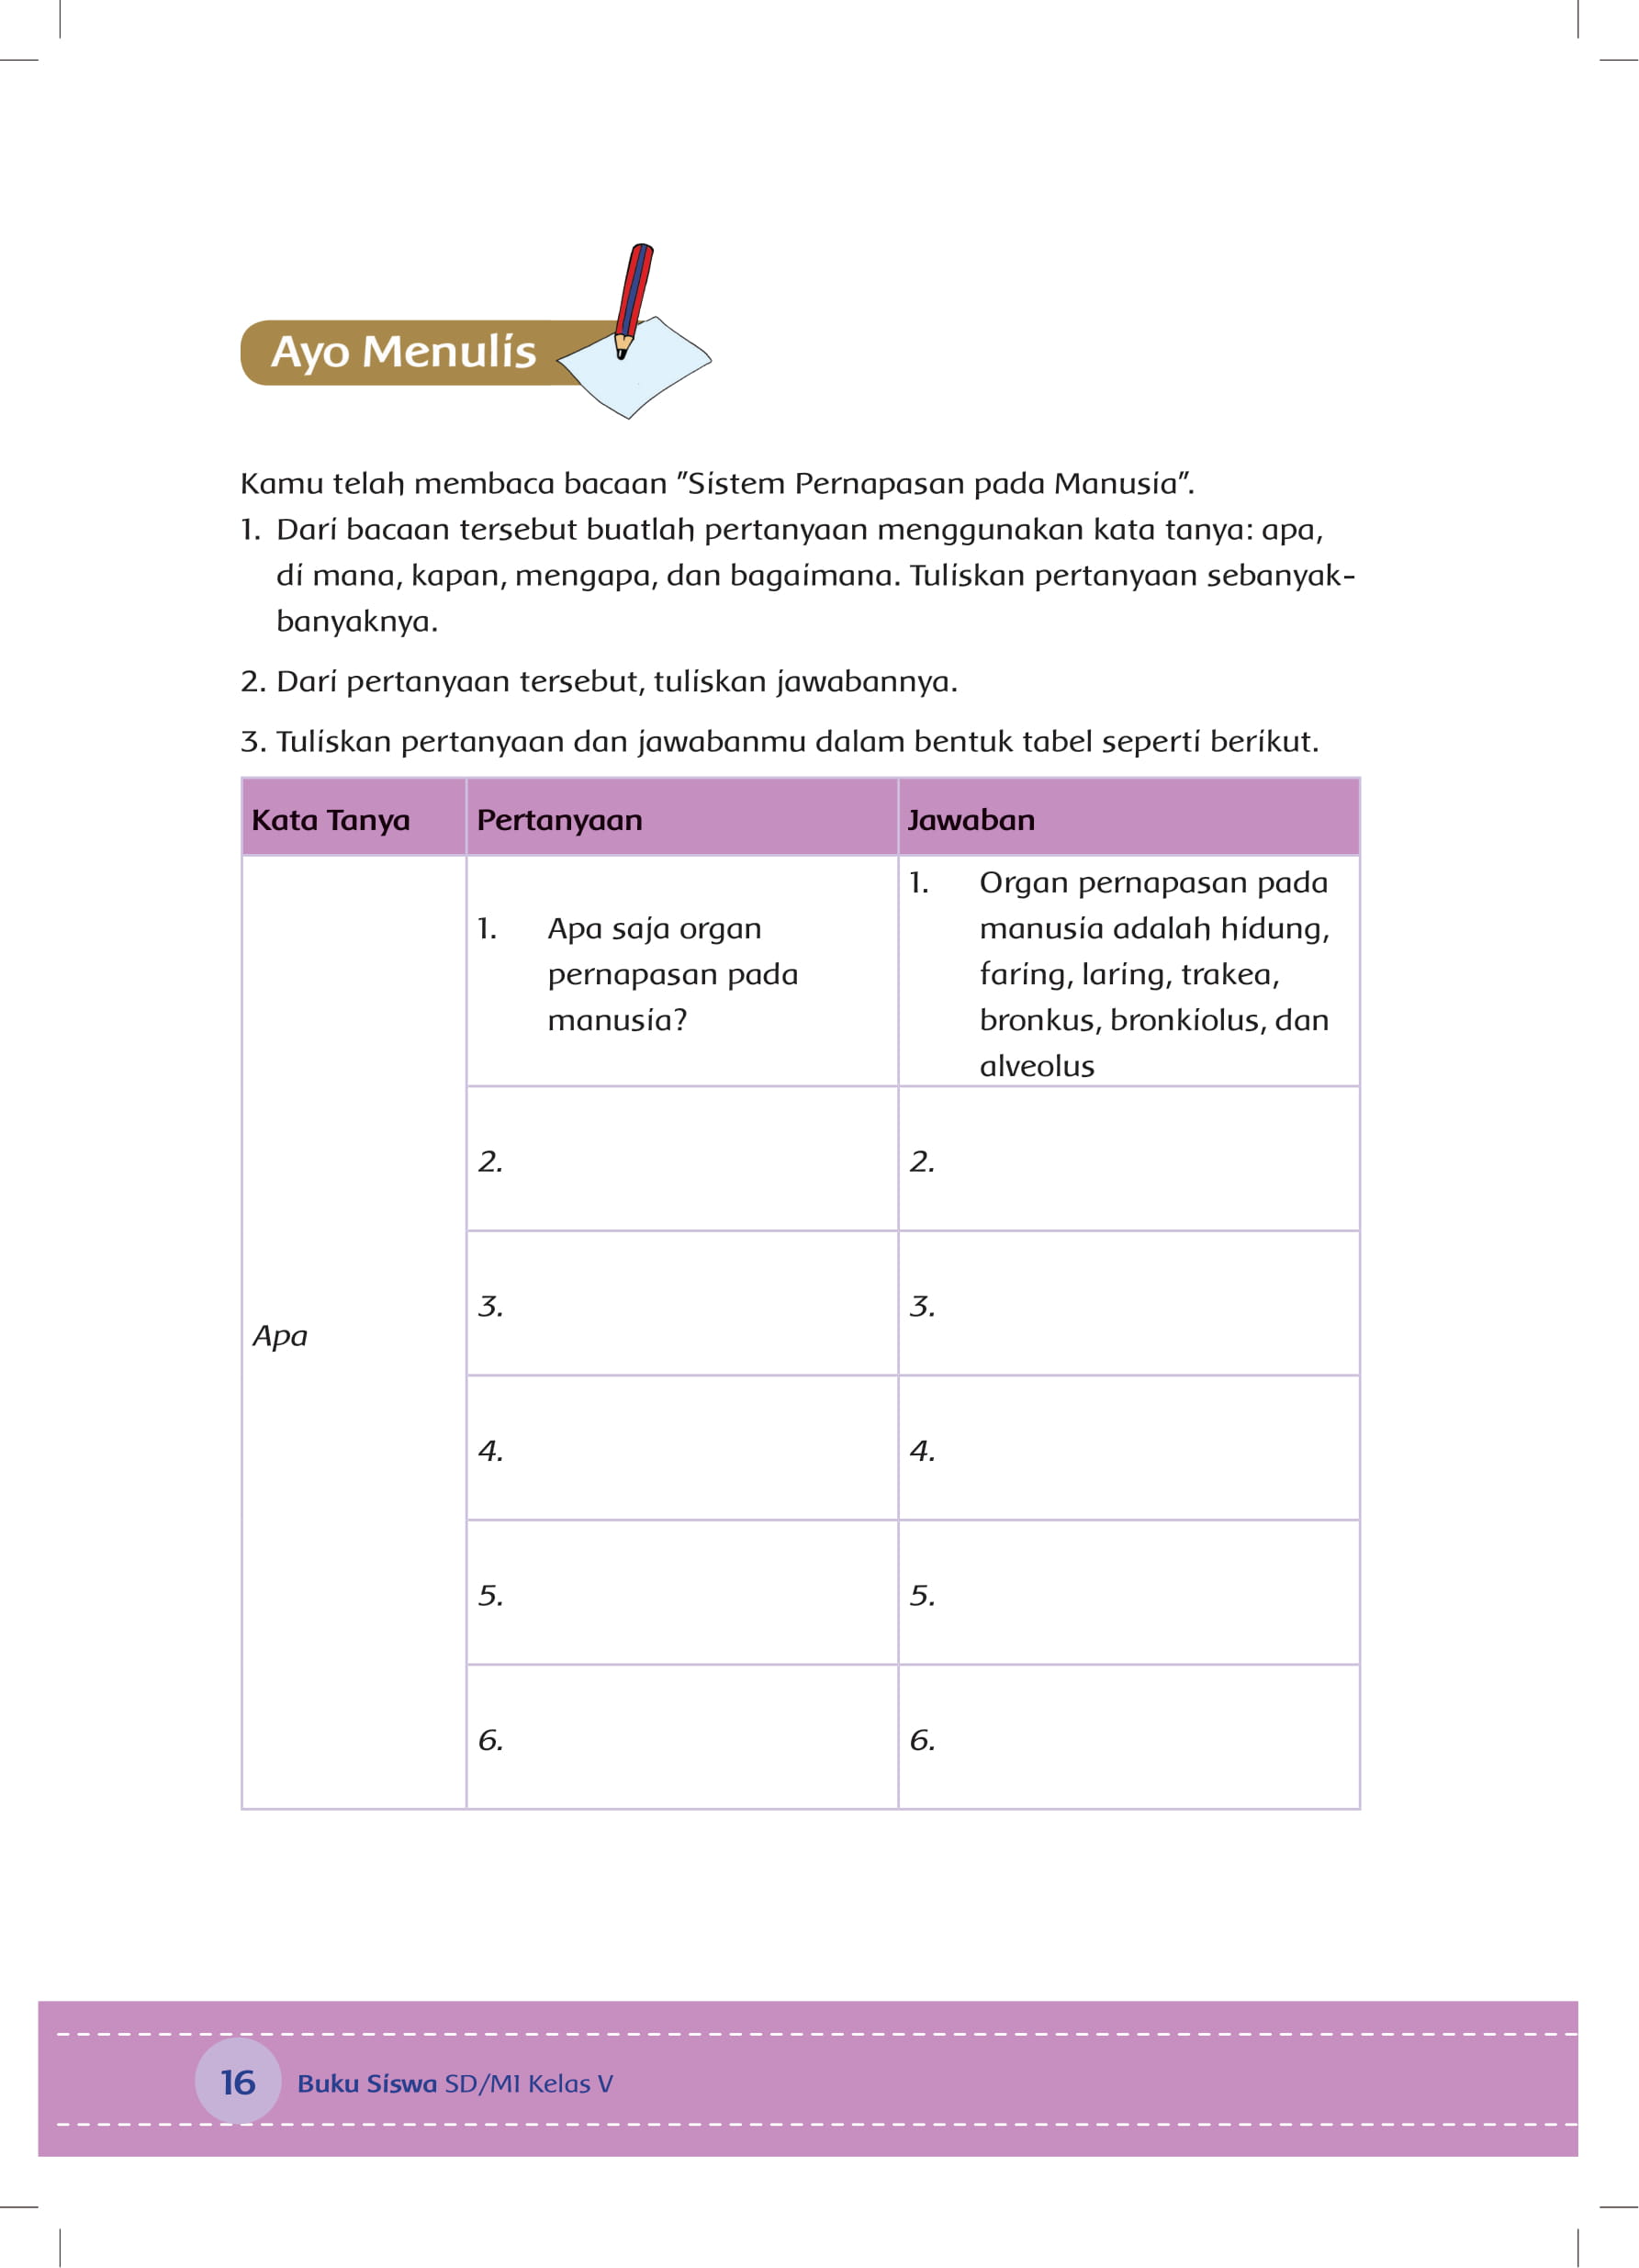 Ayo Menulis
Kamu telah membaca bacaan "Sistem Pernapasan pada Manusia".
1. Dari bacaan tersebut buatlah pertanyaan menggunakan kata tanya: apa,
di mana, kapan, mengapa, dan bagaimana. Tuliskan pertanyaan sebanyak-
banyaknya.
2. Dari pertanyaan tersebut, tuliskan jawabannya.
3. Tuliskan pertanyaan dan jawabanmu dalam bentuk tabel seperti berikut.
Kata Tanya
Pertanyaan
Jawaban
Apa
1. Apa saja organ
pernapasan pada
manusia?
1. Organ pernapasan pada
manusia adalah hidung,
faring, laring, trakea,
bronkus, bronkiolus, dan
alveolus
2.
2.
3.
3.
4.
4.
5.
5.
6.
6.
16 Buku Siswa SD/MI Kelas V